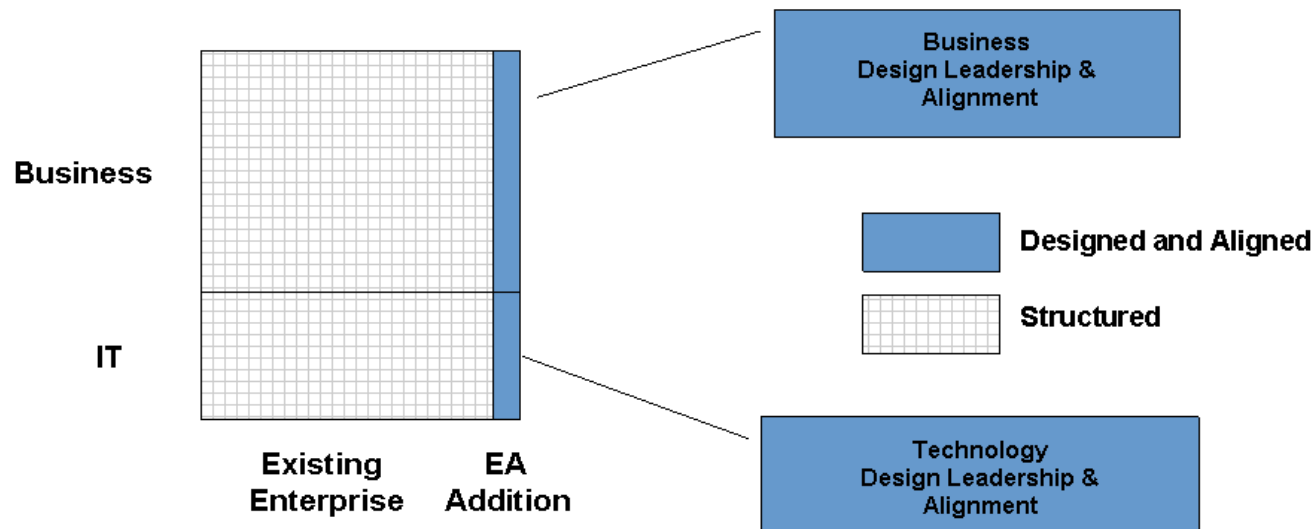 Business
Design Leadership &
Alignment
Business
Designed and Aligned
Structured
IT
Existing
Enterprise
EA
Addition
Technology
Design Leadership &
Alignment